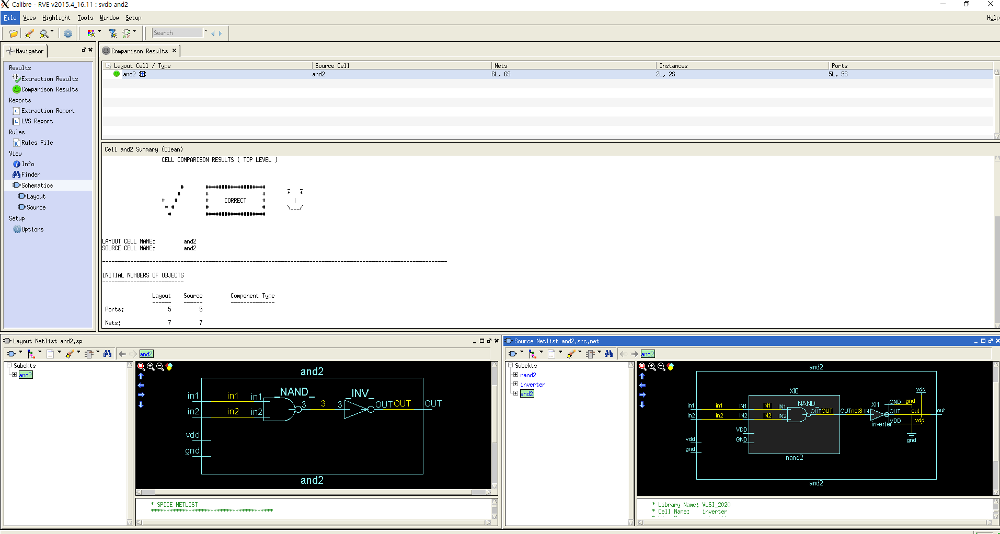 Calibre - RVE v2015.4_16.11 : svdb and2
File View Highlight Tools Window Setup Help
Search
Navigator
Results
Extraction Results
Comparison Results
Reports
Extraction Report
LVS Report
Rules
Rules File
View
Info
Finder
Schematics
Layout
Source
Setup
Options
Comparison Results
Layout Cell / Type Source Cell Nets Instances Ports
and2 and2 6L, 6S 2L, 2S 5L, 5S
Cell and2 Summary (Clean)
CELL COMPARISON RESULTS ( TOP LEVEL )
# ################### _ _
# # # * *
# # # CORRECT # |
# # # # \___/
# ###################
LAYOUT CELL NAME: and2
SOURCE CELL NAME: and2
--------------------------------------------------------------------------------------------------------------
INITIAL NUMBERS OF OBJECTS
--------------------------
Layout Source Component Type
------ ------ --------------
Ports: 5 5
Nets: 7 7
Layout Netlist and2.sp
and2
Subckts
and2
and2
in1 in1 in1 _NAND_ 3 3 3 _INV_ OUT OUT OUT
in2 in2 in2
vdd
gnd
and2
* SPICE NETLIST
***************************************
Source Netlist and2.src.net
and2
Subckts
nand2
inverter
and2
and2
XI0
vdd
in1 in1 IN1 IN1 IN1 NAND_ XI1 GND gnd
in2 in2 IN2 IN2 IN2 OUT OUT OUT net8 IN OUT out out
VDD vdd
inverter
VDD
GND
vdd
gnd
gnd
nand2
and2
* Library Name: VLSI_2020
* Cell Name: inverter